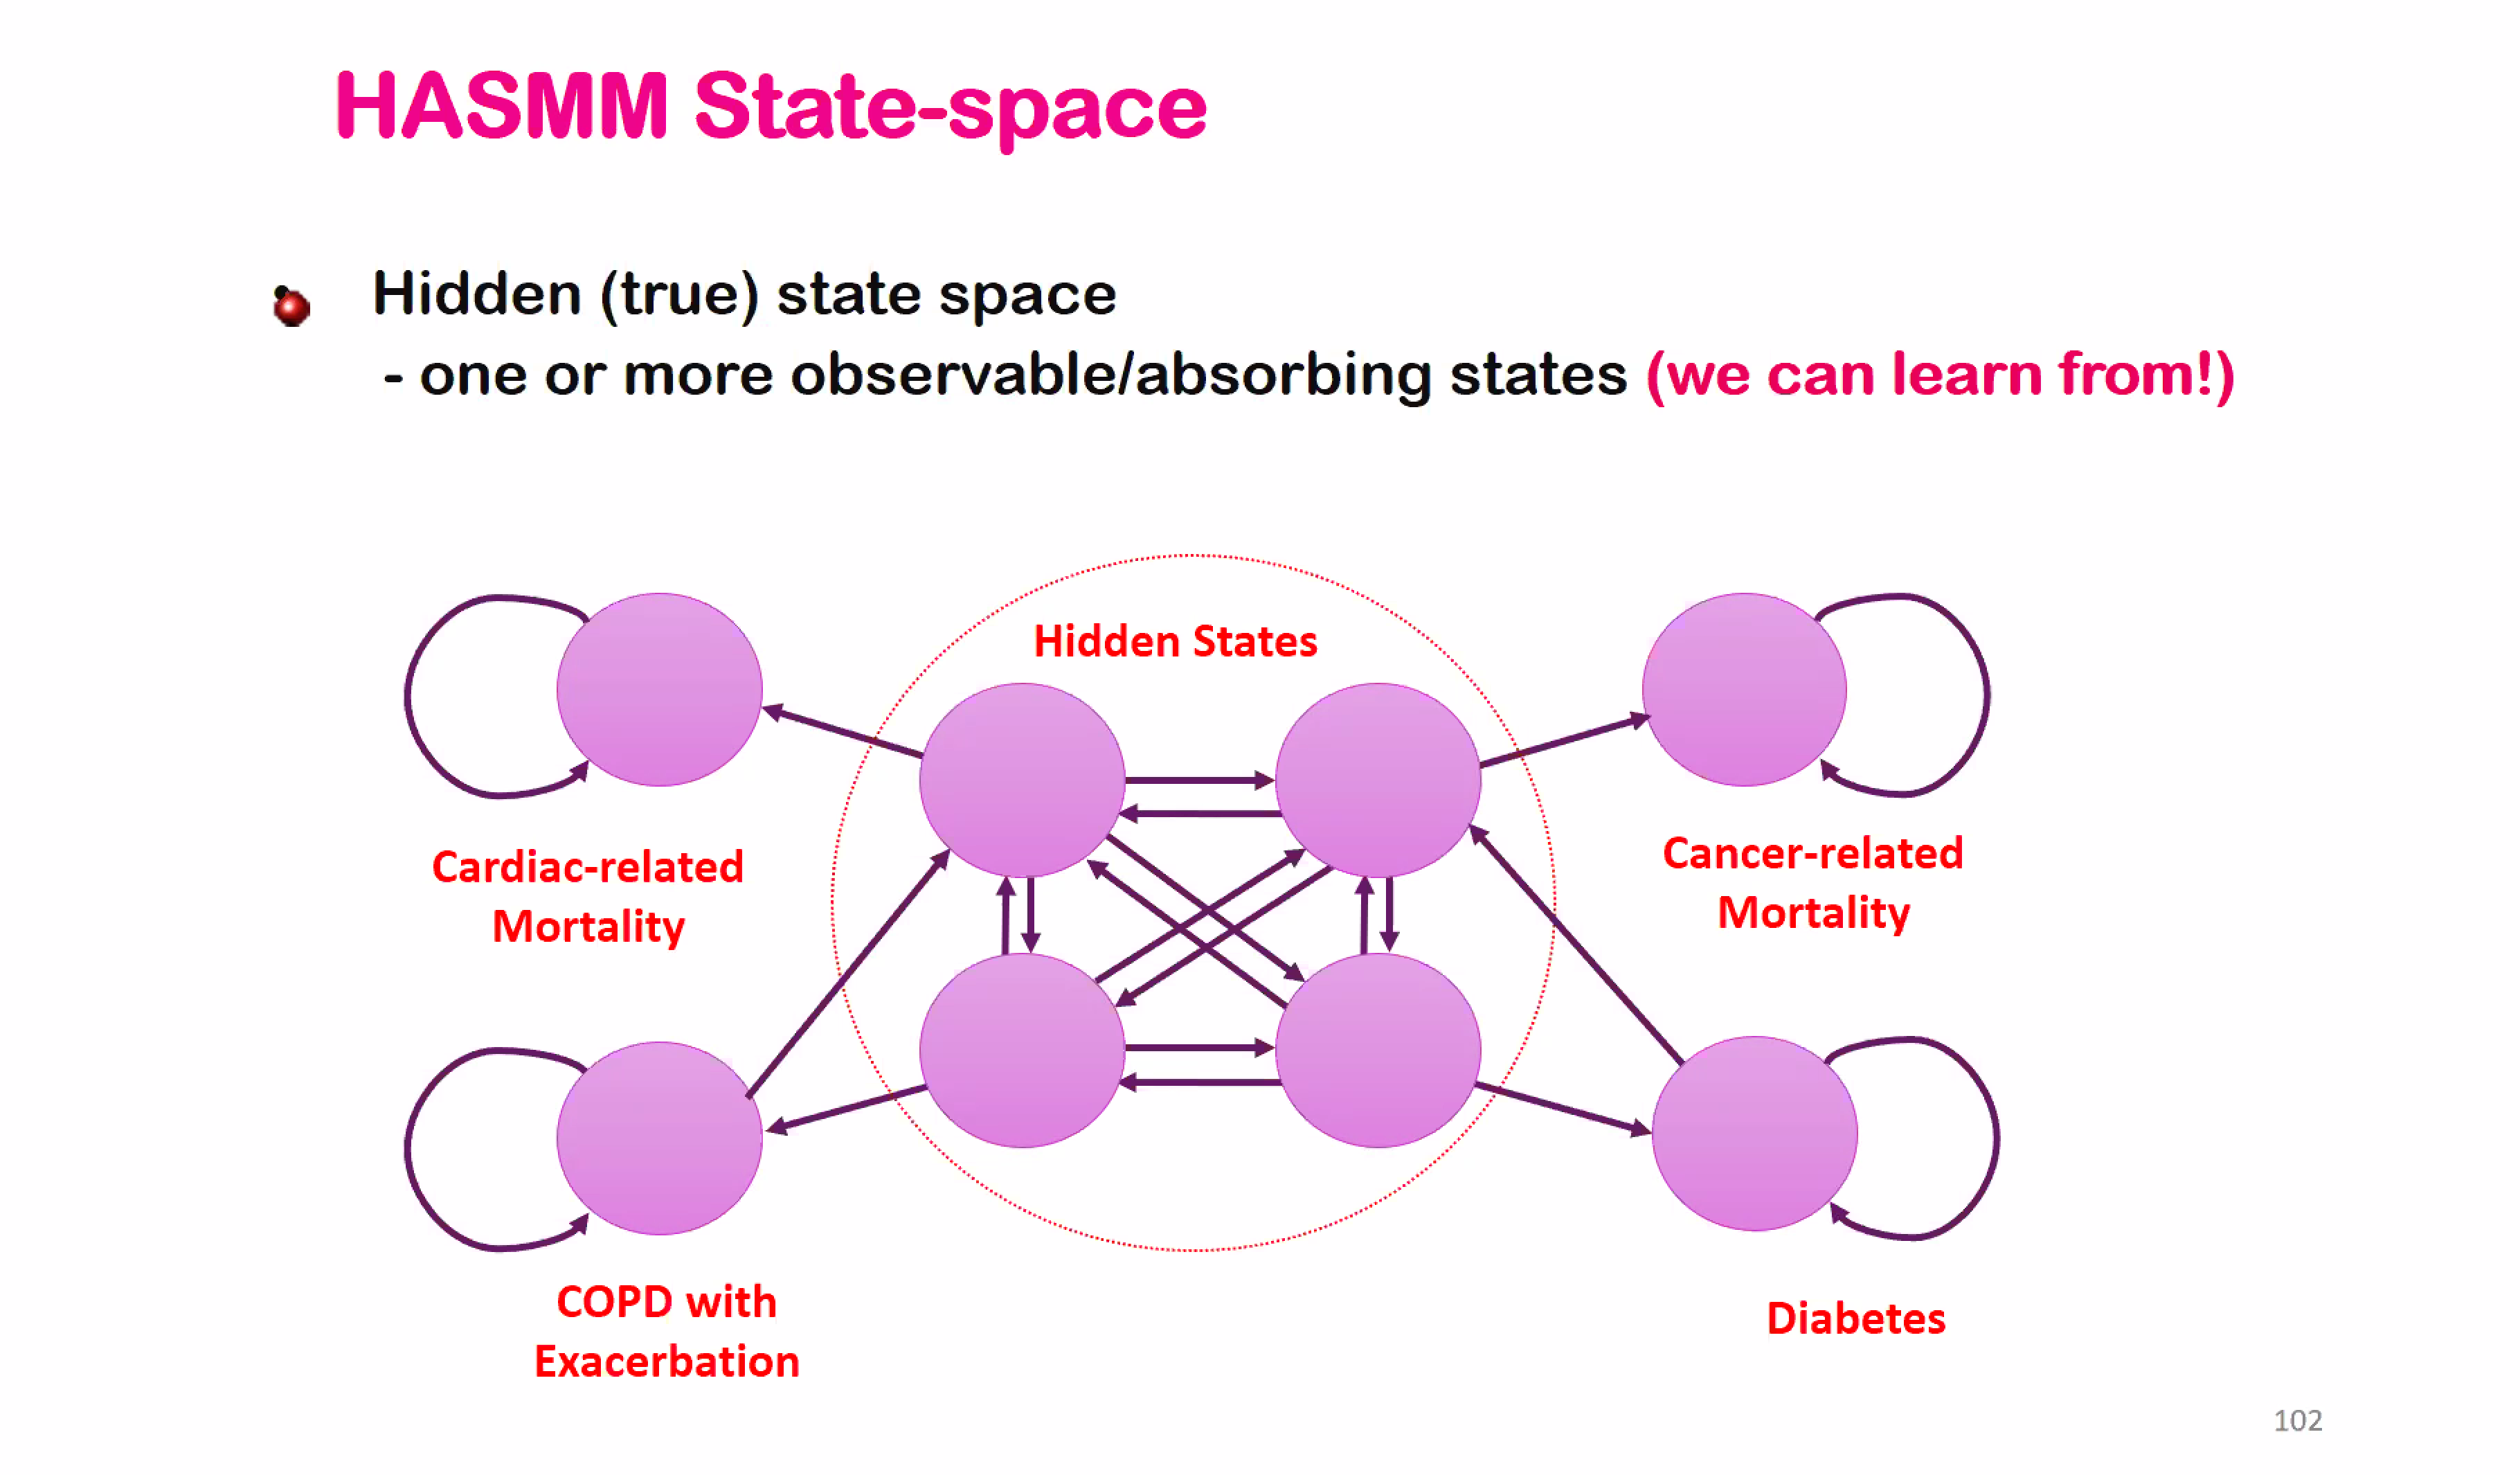 HASMM State-space
Hidden (true) state space
- one or more observable/absorbing states (we can learn from!)
Hidden States
Cardiac-related
Mortality
Cancer-related
Mortality
COPD with
Exacerbation
Diabetes
102